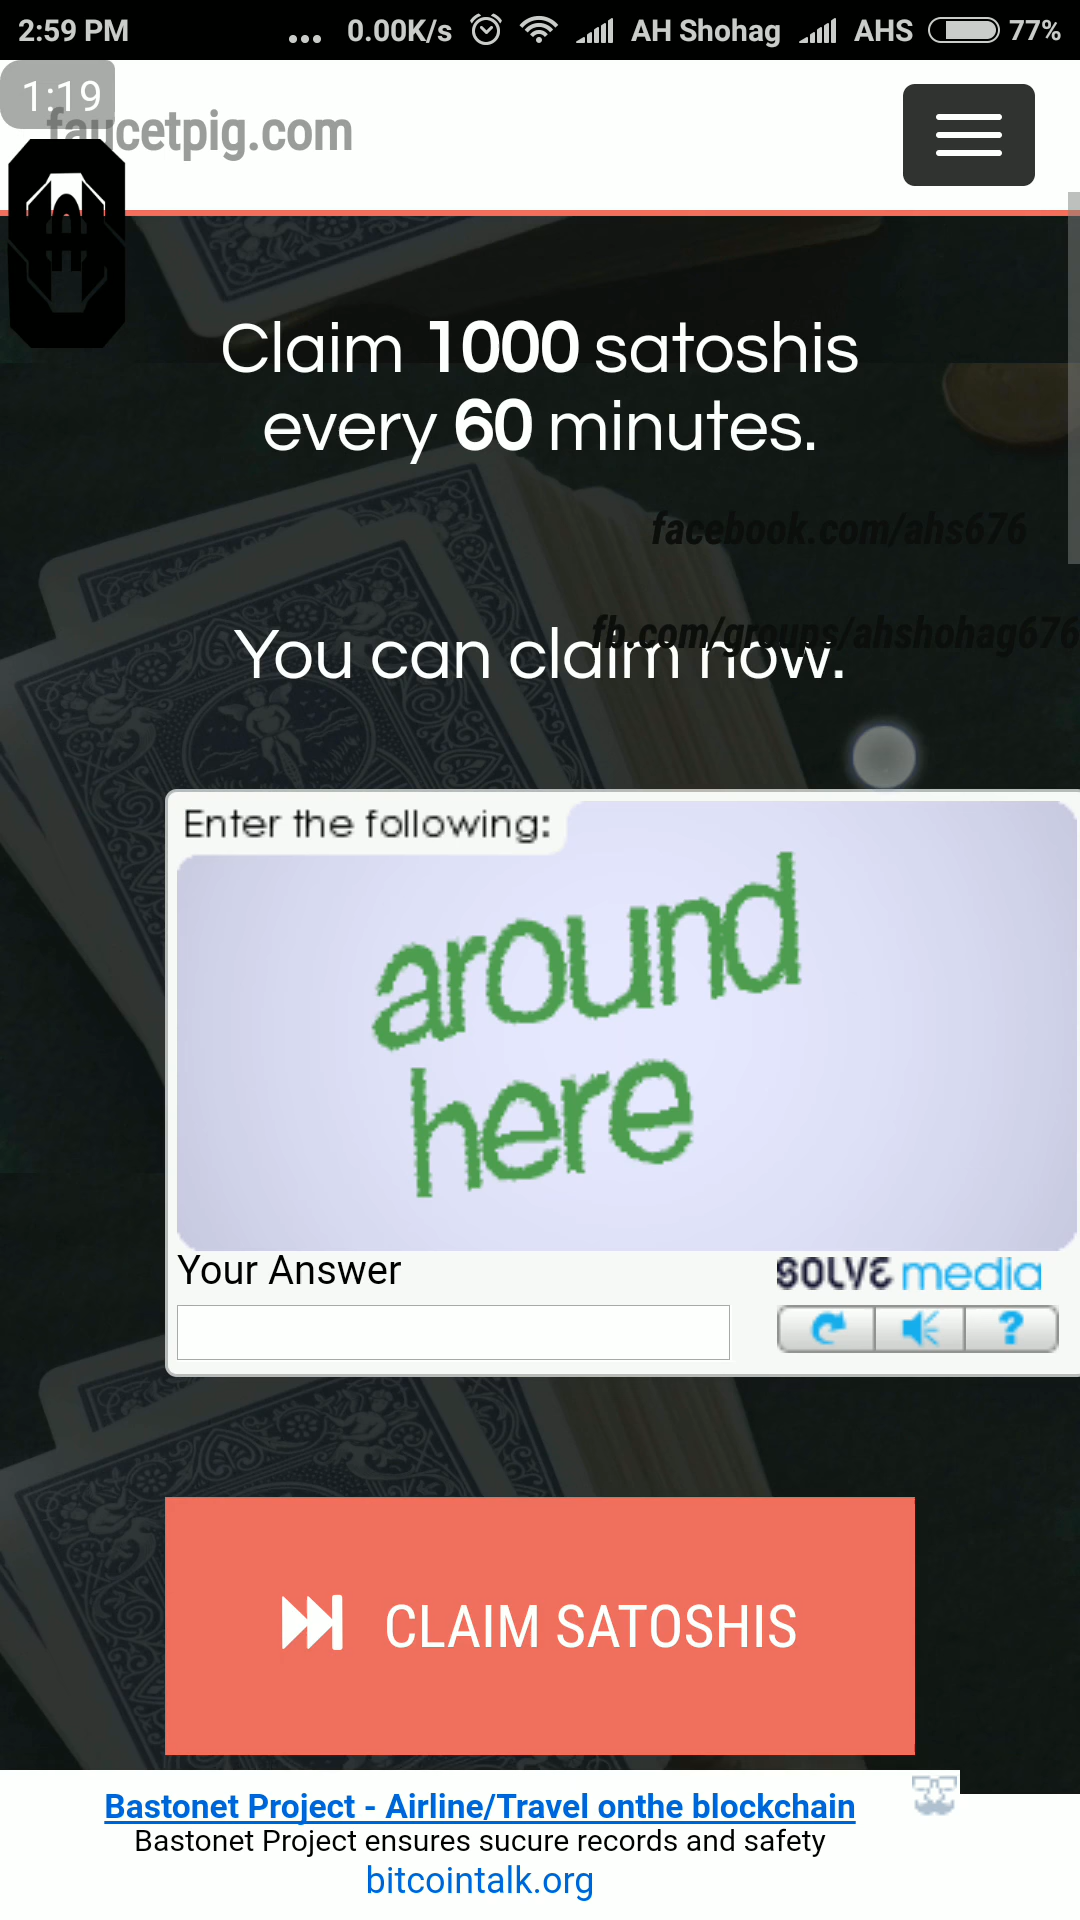 2:59 PM ... 0.00K/s AH Shohag AHS 77%
1:19
faucetpig.com
Claim 1000 satoshis
every 60 minutes.
facebook.com/ahs676
fb.com/groups/ahshohag676
You can claim now.
Enter the following:
around
here
Your Answer
SOLVE media
?
CLAIM SATOSHIS
Bastonet Project - Airline/Travel onthe blockchain
Bastonet Project ensures sucure records and safety
bitcointalk.org